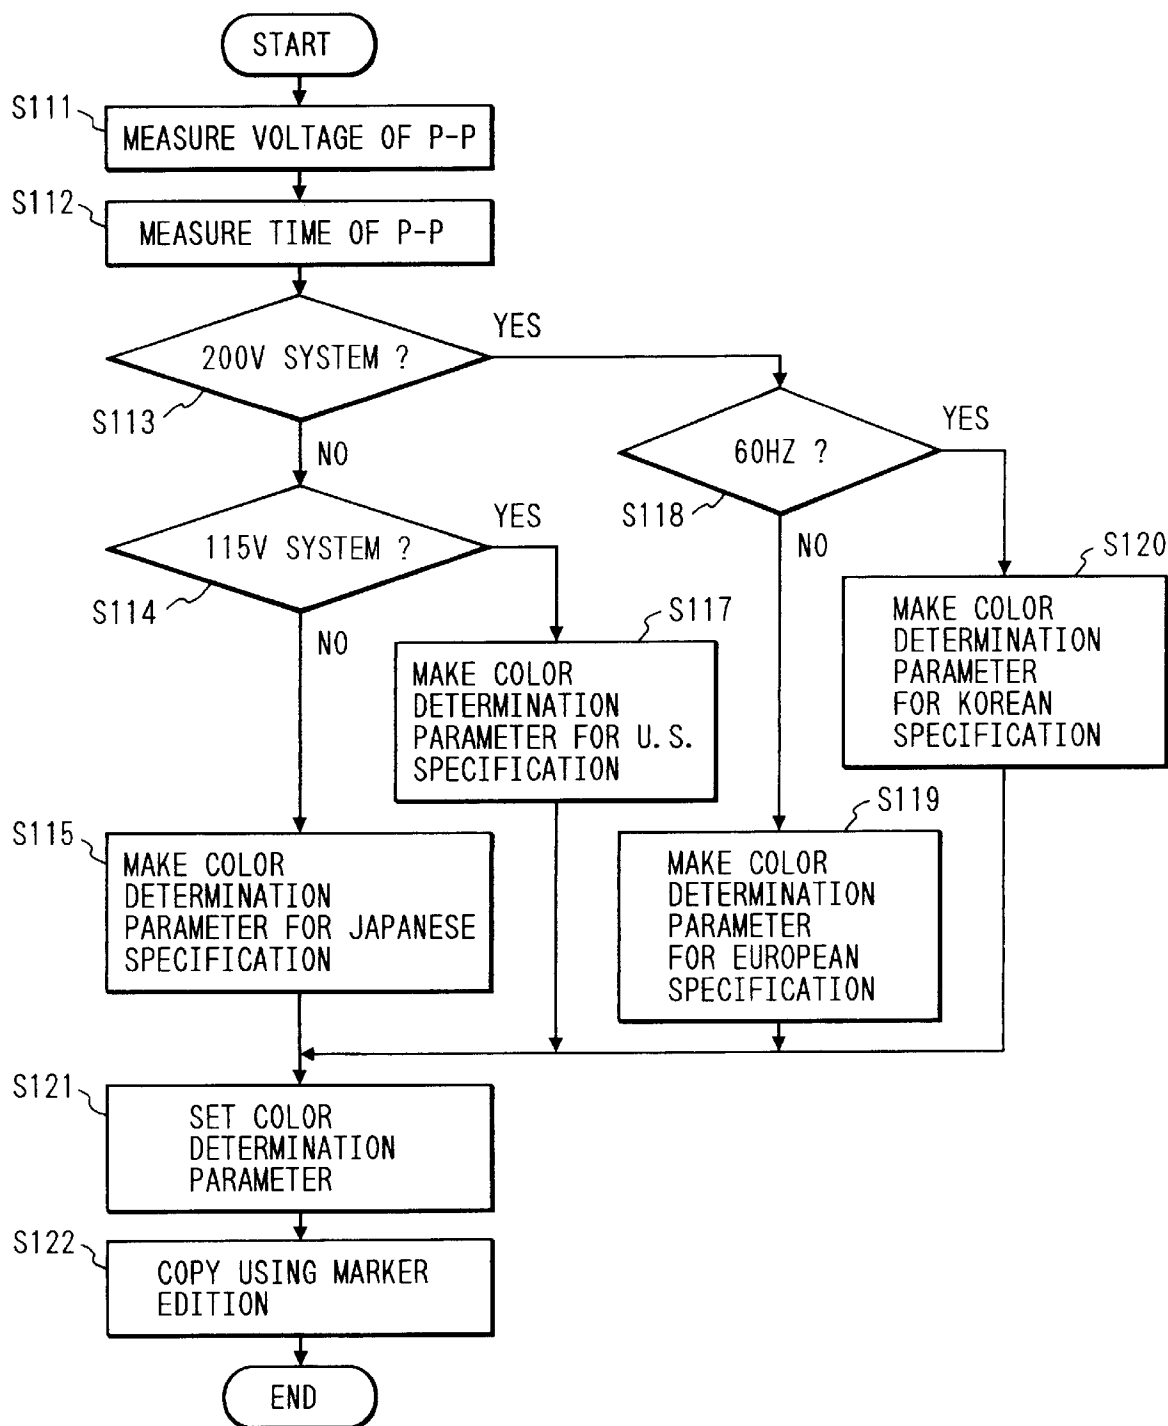 START
S111
MEASURE VOLTAGE OF P-P
S112
MEASURE TIME OF P-P
200V SYSTEM ?
YES
S113
NO
60HZ ?
YES
S118
NO
115V SYSTEM ?
YES
S114
NO
S120
MAKE COLOR
DETERMINATION
PARAMETER
FOR KOREAN
SPECIFICATION
S117
MAKE COLOR
DETERMINATION
PARAMETER FOR U.S.
SPECIFICATION
S115
MAKE COLOR
DETERMINATION
PARAMETER FOR JAPANESE
SPECIFICATION
S119
MAKE COLOR
DETERMINATION
PARAMETER
FOR EUROPEAN
SPECIFICATION
S121
SET COLOR
DETERMINATION
PARAMETER
S122
COPY USING MARKER
EDITION
END